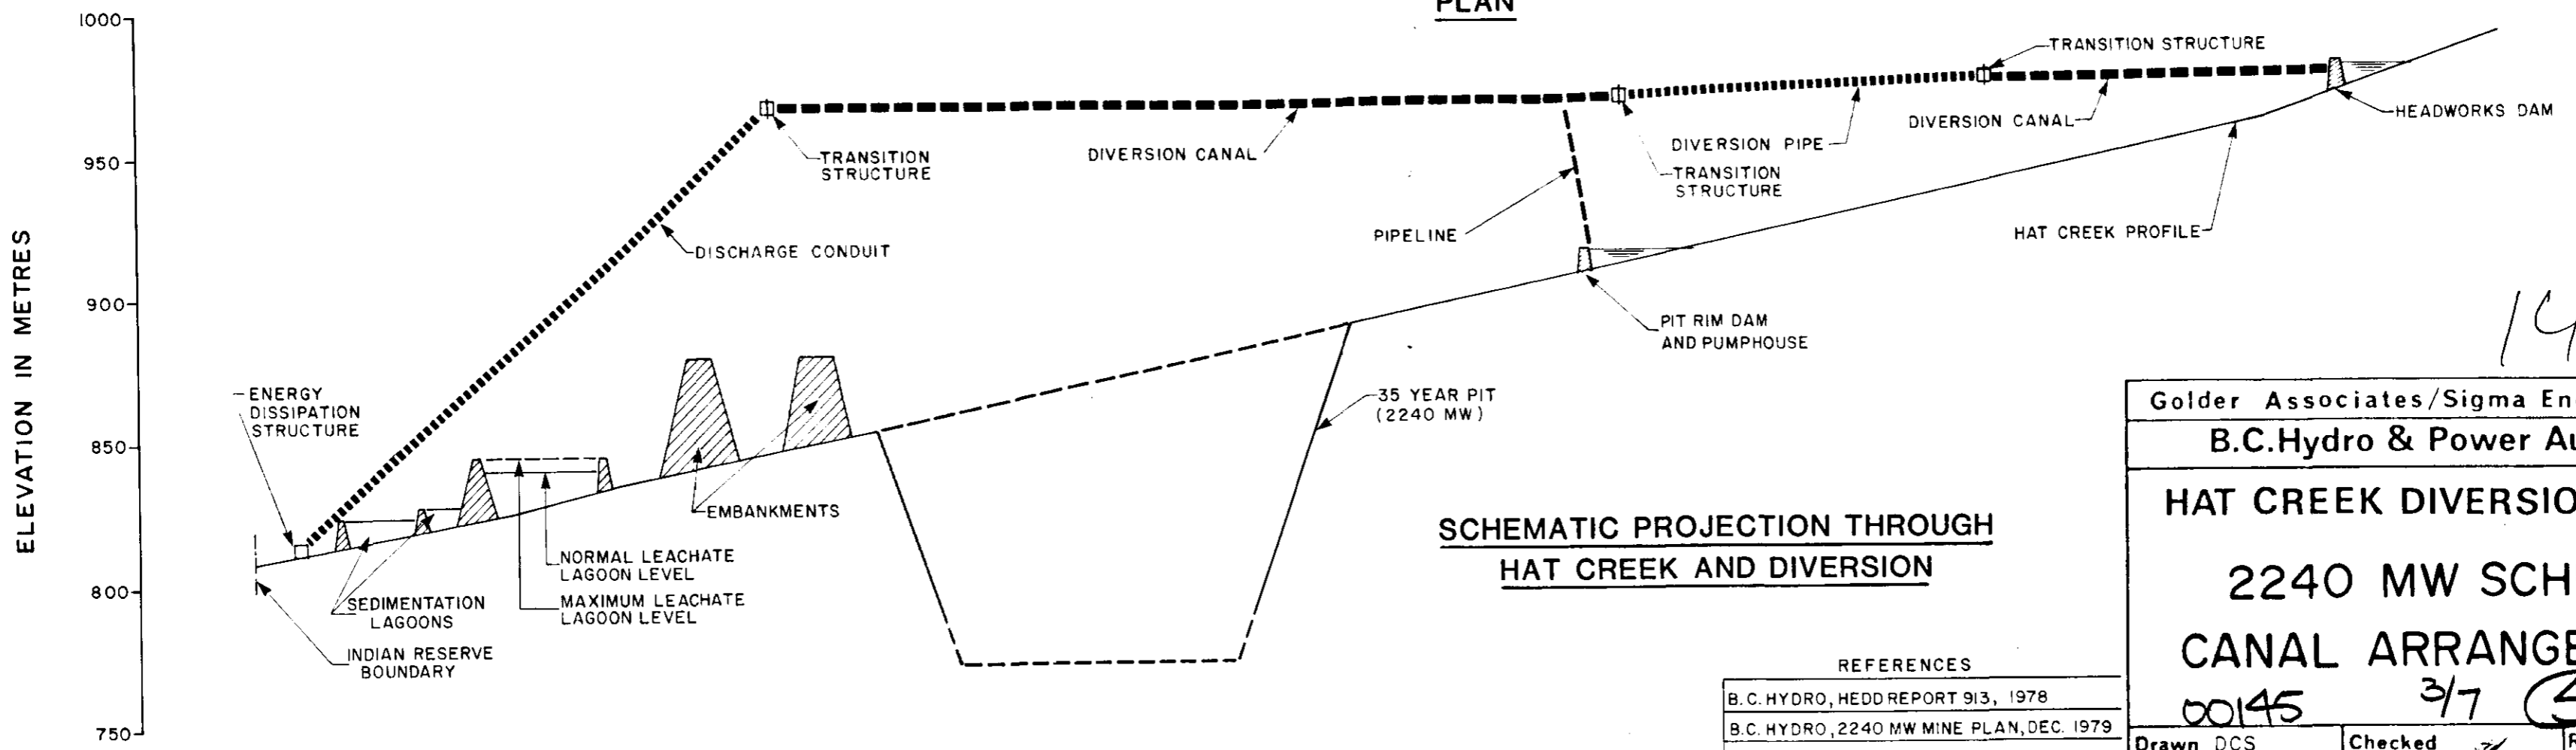 PLAN
1000
950
900
850
800
750
ELEVATION IN METRES
TRANSITION STRUCTURE
HEADWORKS DAM
DIVERSION CANAL
DIVERSION PIPE
TRANSITION
STRUCTURE
DIVERSION CANAL
TRANSITION
STRUCTURE
PIPELINE
HAT CREEK PROFILE
DISCHARGE CONDUIT
PIT RIM DAM
AND PUMPHOUSE
35 YEAR PIT
(2240 MW)
ENERGY
DISSIPATION
STRUCTURE
EMBANKMENTS
NORMAL LEACHATE
LAGOON LEVEL
MAXIMUM LEACHATE
LAGOON LEVEL
SEDIMENTATION
LAGOONS
INDIAN RESERVE
BOUNDARY
SCHEMATIC PROJECTION THROUGH
HAT CREEK AND DIVERSION
REFERENCES
B.C. HYDRO, HEDD REPORT 913, 1978
B.C. HYDRO, 2240 MW MINE PLAN, DEC. 1979
Golder Associates/Sigma En
B.C.Hydro & Power Au
HAT CREEK DIVERSIO
2240 MW SCH
CANAL ARRANGE
00145 3/7
Drawn DCS
Checked